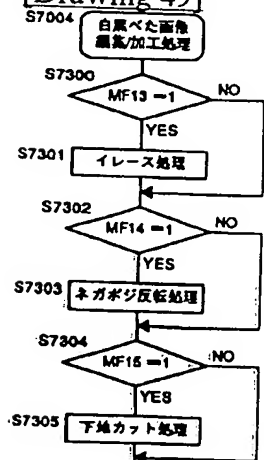 [Drawing 45]
S7004
白黒べた画像
編集/加工処理
S7300
MF13 =1
NO
YES
S7301
イレース処理
S7302
MF14 =1
NO
YES
S7303
ネガポジ反転処理
S7304
MF15 =1
NO
YES
S7305
下地カット処理